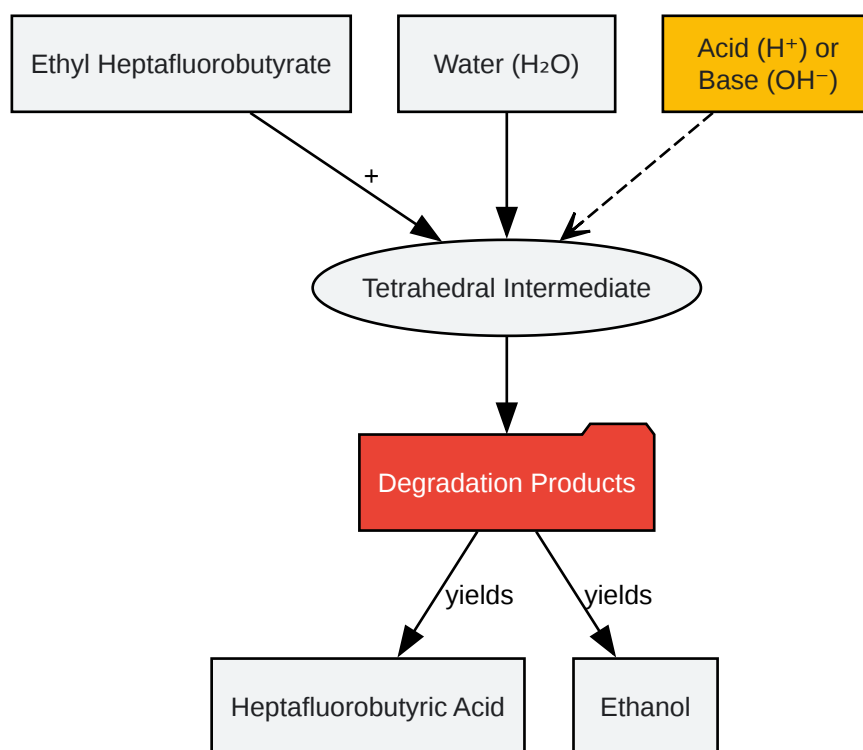 Ethyl Heptafluorobutyrate
Water (H₂O)
Acid (H⁺) or
Base (OH⁻)
+
Tetrahedral Intermediate
Degradation Products
yields
yields
Heptafluorobutyric Acid
Ethanol